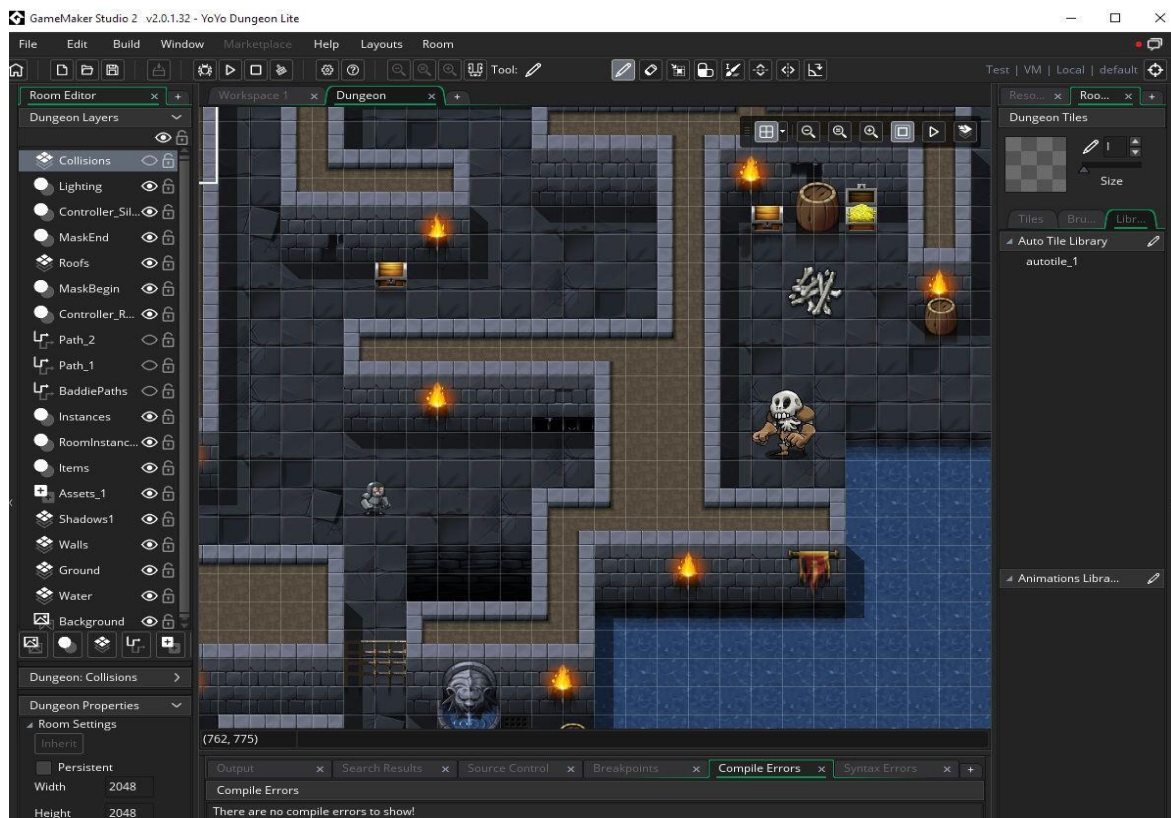 GameMaker Studio 2 v2.0.1.32 - YoYo Dungeon Lite
File Edit Build Window Marketplace Help Layouts Room
Tool:
Test | VM | Local | default
Room Editor
Workspace 1
Dungeon
Reso...
Roo...
Dungeon Layers
Dungeon Tiles
Collisions
Lighting
Controller_Sil...
MaskEnd
Roofs
MaskBegin
Controller_R...
Path_2
Path_1
BaddiePaths
Instances
RoomInstanc...
Items
Assets_1
Shadows1
Walls
Ground
Water
Background
1
Size
Tiles Bru... Libr...
Auto Tile Library
autotile_1
Animations Libra...
Dungeon: Collisions
Dungeon Properties
Room Settings
Inherit
Persistent
Width 2048
Height 2048
(762, 775)
Output Search Results Source Control Breakpoints Compile Errors Syntax Errors
Compile Errors
There are no compile errors to show!